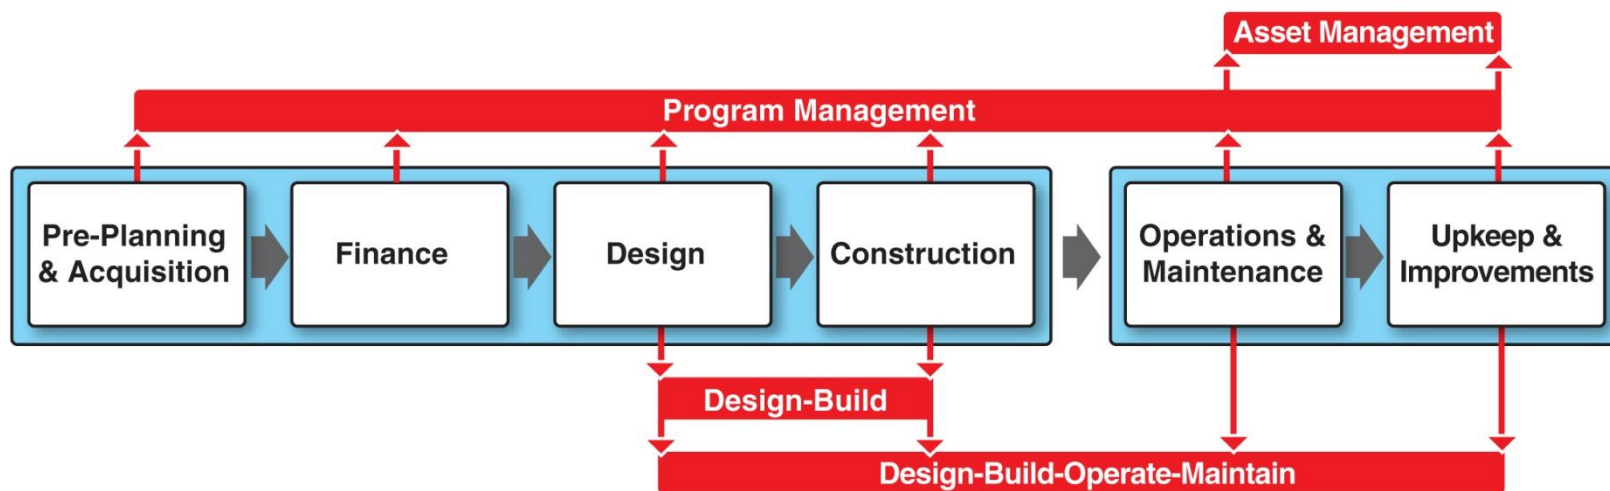 Asset Management
Program Management
Pre-Planning
& Acquisition
Finance
Design
Construction
Operations &
Maintenance
Upkeep &
Improvements
Design-Build
Design-Build-Operate-Maintain